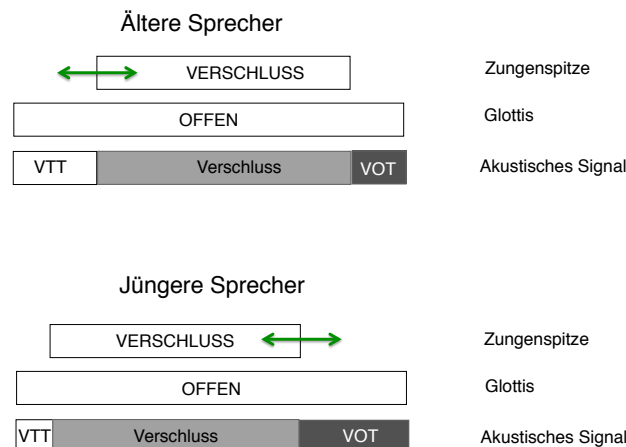 Ältere Sprecher
VERSCHLUSS Zungenspitze
OFFEN Glottis
VTT Verschluss VOT Akustisches Signal
Jüngere Sprecher
VERSCHLUSS Zungenspitze
OFFEN Glottis
VTT Verschluss VOT Akustisches Signal